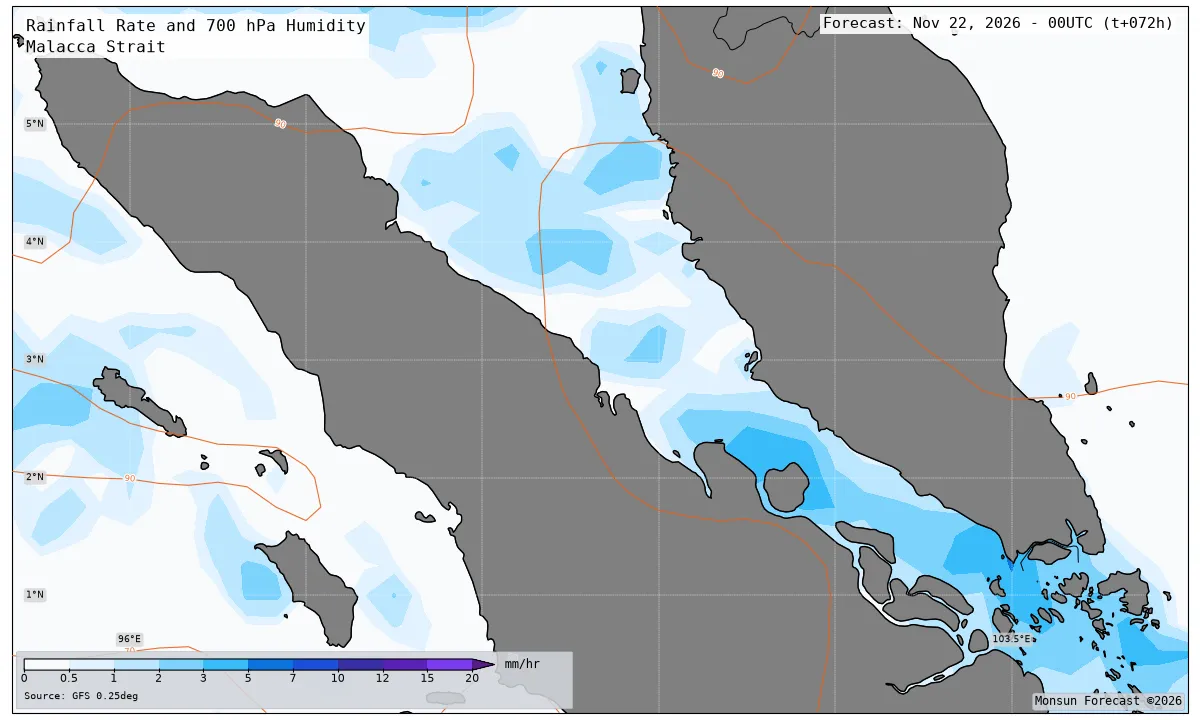 Rainfall Rate and 700 hPa Humidity
Malacca Strait
Forecast: Nov 22, 2026 - 00UTC (t+072h)
90
90
5°N
4°N
3°N
90
2°N
90
1°N
96°E
103.5°E
70
mm/hr
0 0.5 1 2 3 5 7 10 12 15 20
Source: GFS 0.25deg
Monsun Forecast ©2026